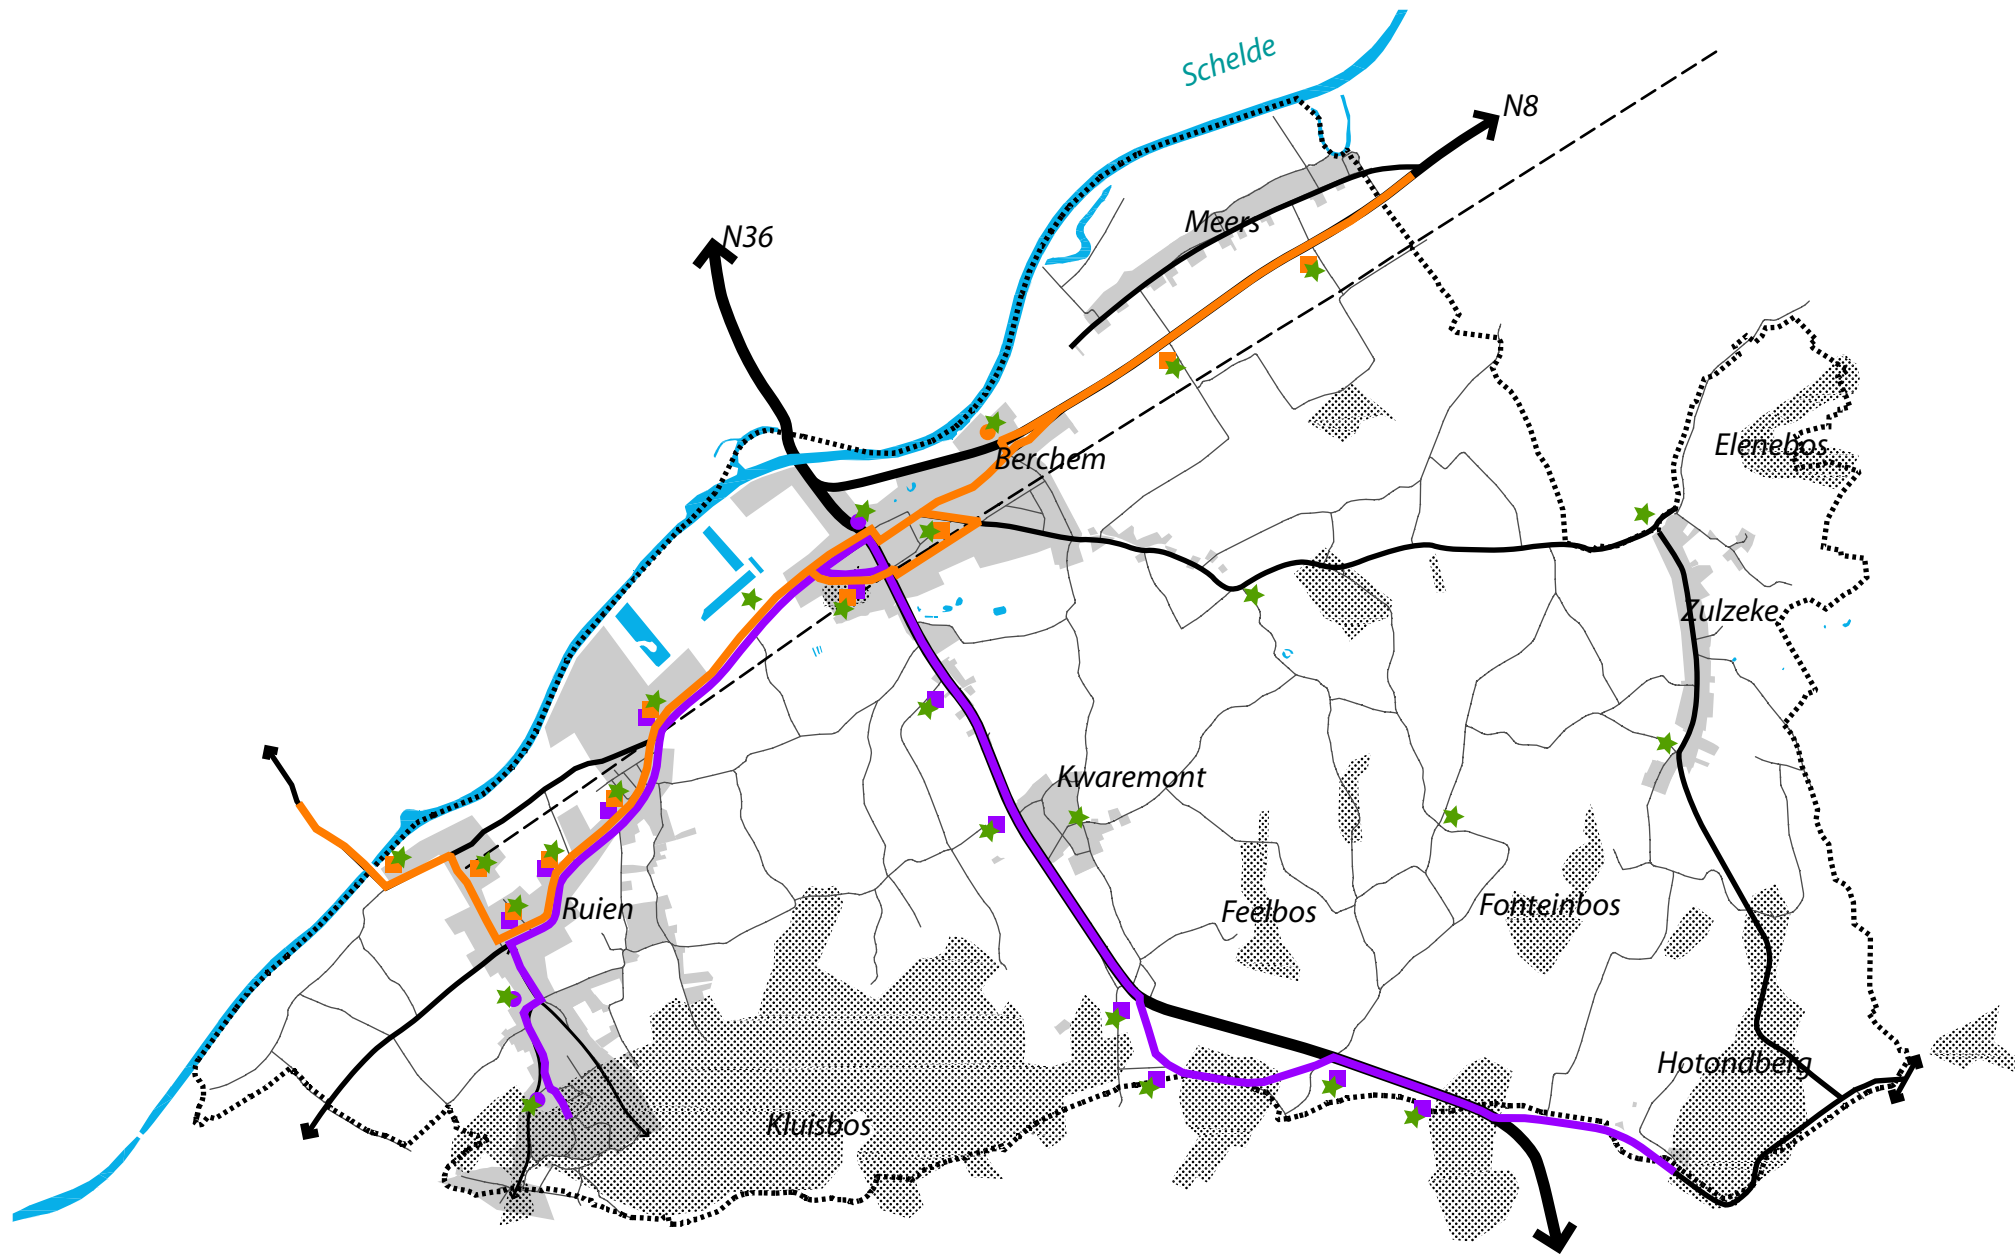 Schelde
N8
N36
Meers
Elenebos
Berchem
Zulzeke
Kwaremont
Ruien
Feelbos
Fonteinbos
Hotondberg
Kluisbos